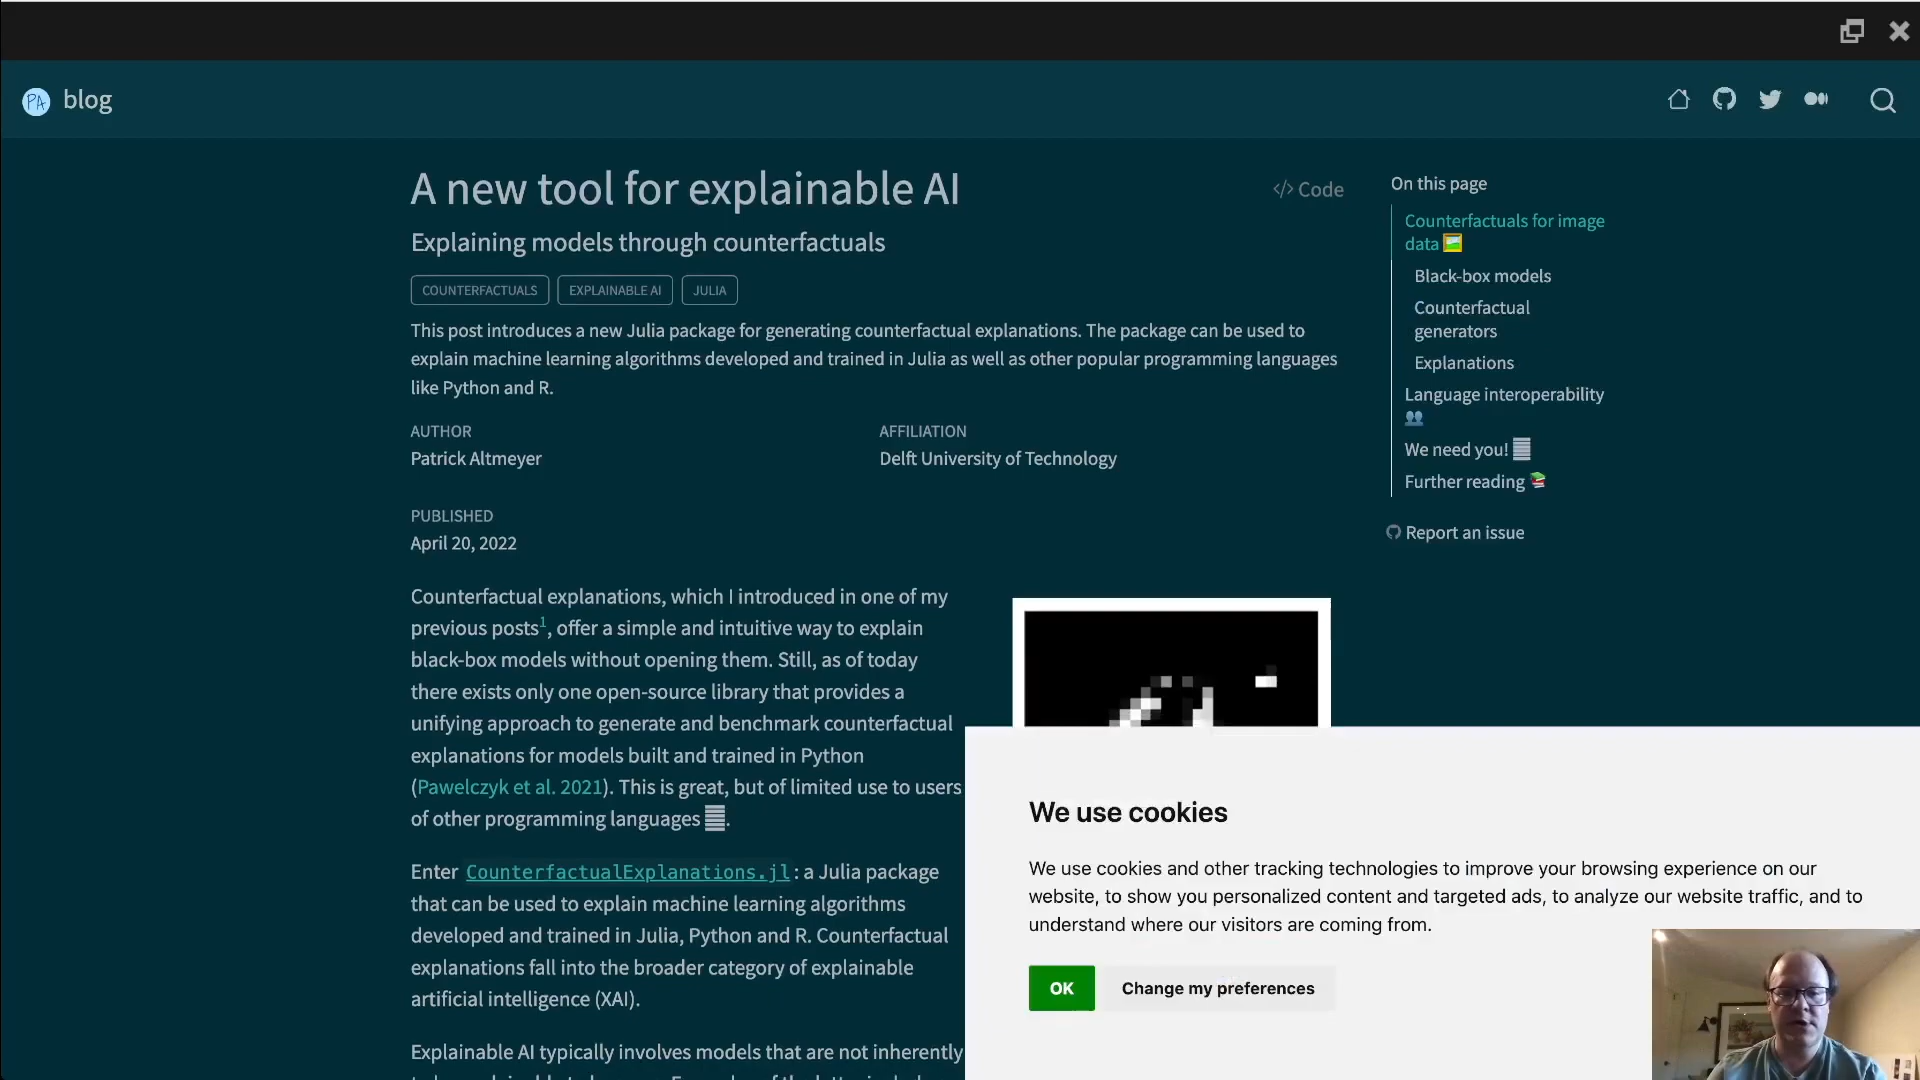 PA blog
A new tool for explainable AI
</> Code
Explaining models through counterfactuals
COUNTERFACTUALS EXPLAINABLE AI JULIA
This post introduces a new Julia package for generating counterfactual explanations. The package can be used to
explain machine learning algorithms developed and trained in Julia as well as other popular programming languages
like Python and R.
AUTHOR
Patrick Altmeyer
AFFILIATION
Delft University of Technology
PUBLISHED
April 20, 2022
Counterfactual explanations, which I introduced in one of my
previous posts1, offer a simple and intuitive way to explain
black-box models without opening them. Still, as of today
there exists only one open-source library that provides a
unifying approach to generate and benchmark counterfactual
explanations for models built and trained in Python
(Pawelczyk et al. 2021). This is great, but of limited use to users
of other programming languages .
Enter CounterfactualExplanations.jl: a Julia package
that can be used to explain machine learning algorithms
developed and trained in Julia, Python and R. Counterfactual
explanations fall into the broader category of explainable
artificial intelligence (XAI).
Explainable AI typically involves models that are not inherently
On this page
Counterfactuals for image
data
Black-box models
Counterfactual
generators
Explanations
Language interoperability
We need you!
Further reading
Report an issue
We use cookies
We use cookies and other tracking technologies to improve your browsing experience on our
website, to show you personalized content and targeted ads, to analyze our website traffic, and to
understand where our visitors are coming from.
OK Change my preferences